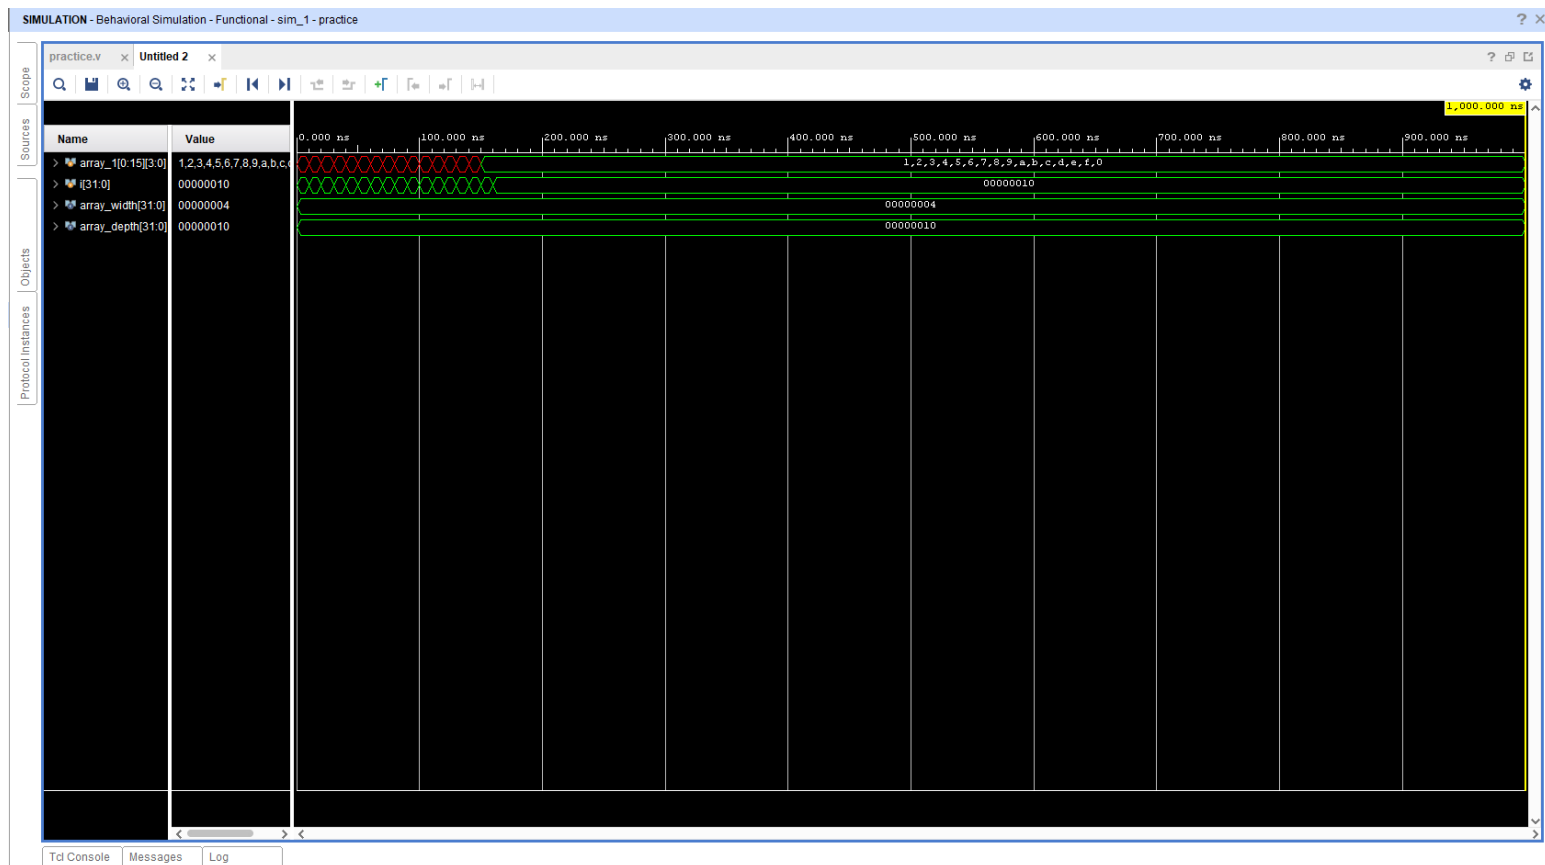 SIMULATION - Behavioral Simulation - Functional - sim_1 - practice
practice.v Untitled 2
1,000.000 ns
Name Value
0.000 ns 100.000 ns 200.000 ns 300.000 ns 400.000 ns 500.000 ns 600.000 ns 700.000 ns 800.000 ns 900.000 ns
array_1[0:15][3:0] 1,2,3,4,5,6,7,8,9,a,b,c, 1,2,3,4,5,6,7,8,9,a,b,c,d,e,f,0
i[31:0] 00000010 00000010
array_width[31:0] 00000004 00000004
array_depth[31:0] 00000010 00000010
Scope
Sources
Objects
Protocol Instances
Tcl Console Messages Log